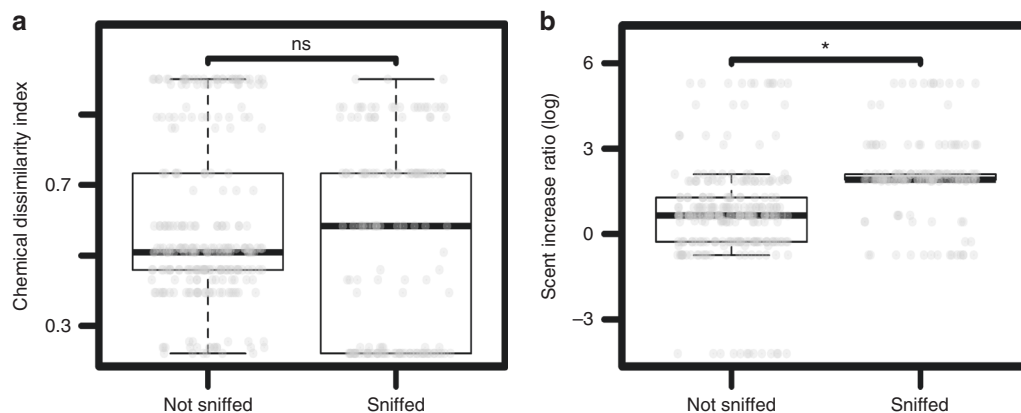 a
ns
Chemical dissimilarity index
0.7
0.3
Not sniffed
Sniffed
b
*
Scent increase ratio (log)
6
3
0
–3
Not sniffed
Sniffed